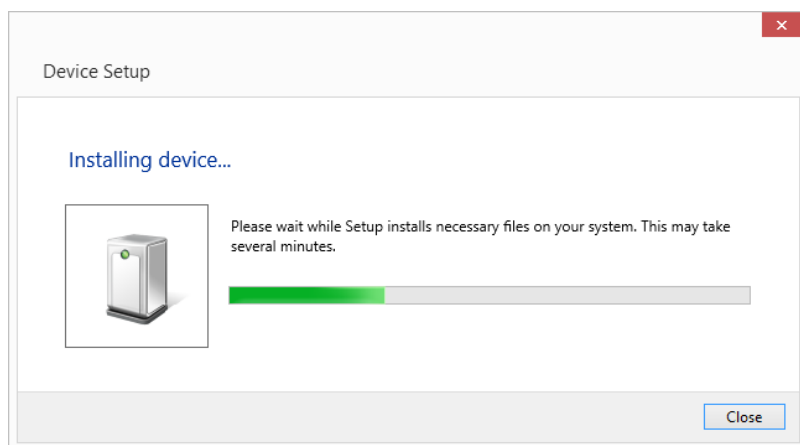 Device Setup
Installing device...
Please wait while Setup installs necessary files on your system. This may take
several minutes.
Close